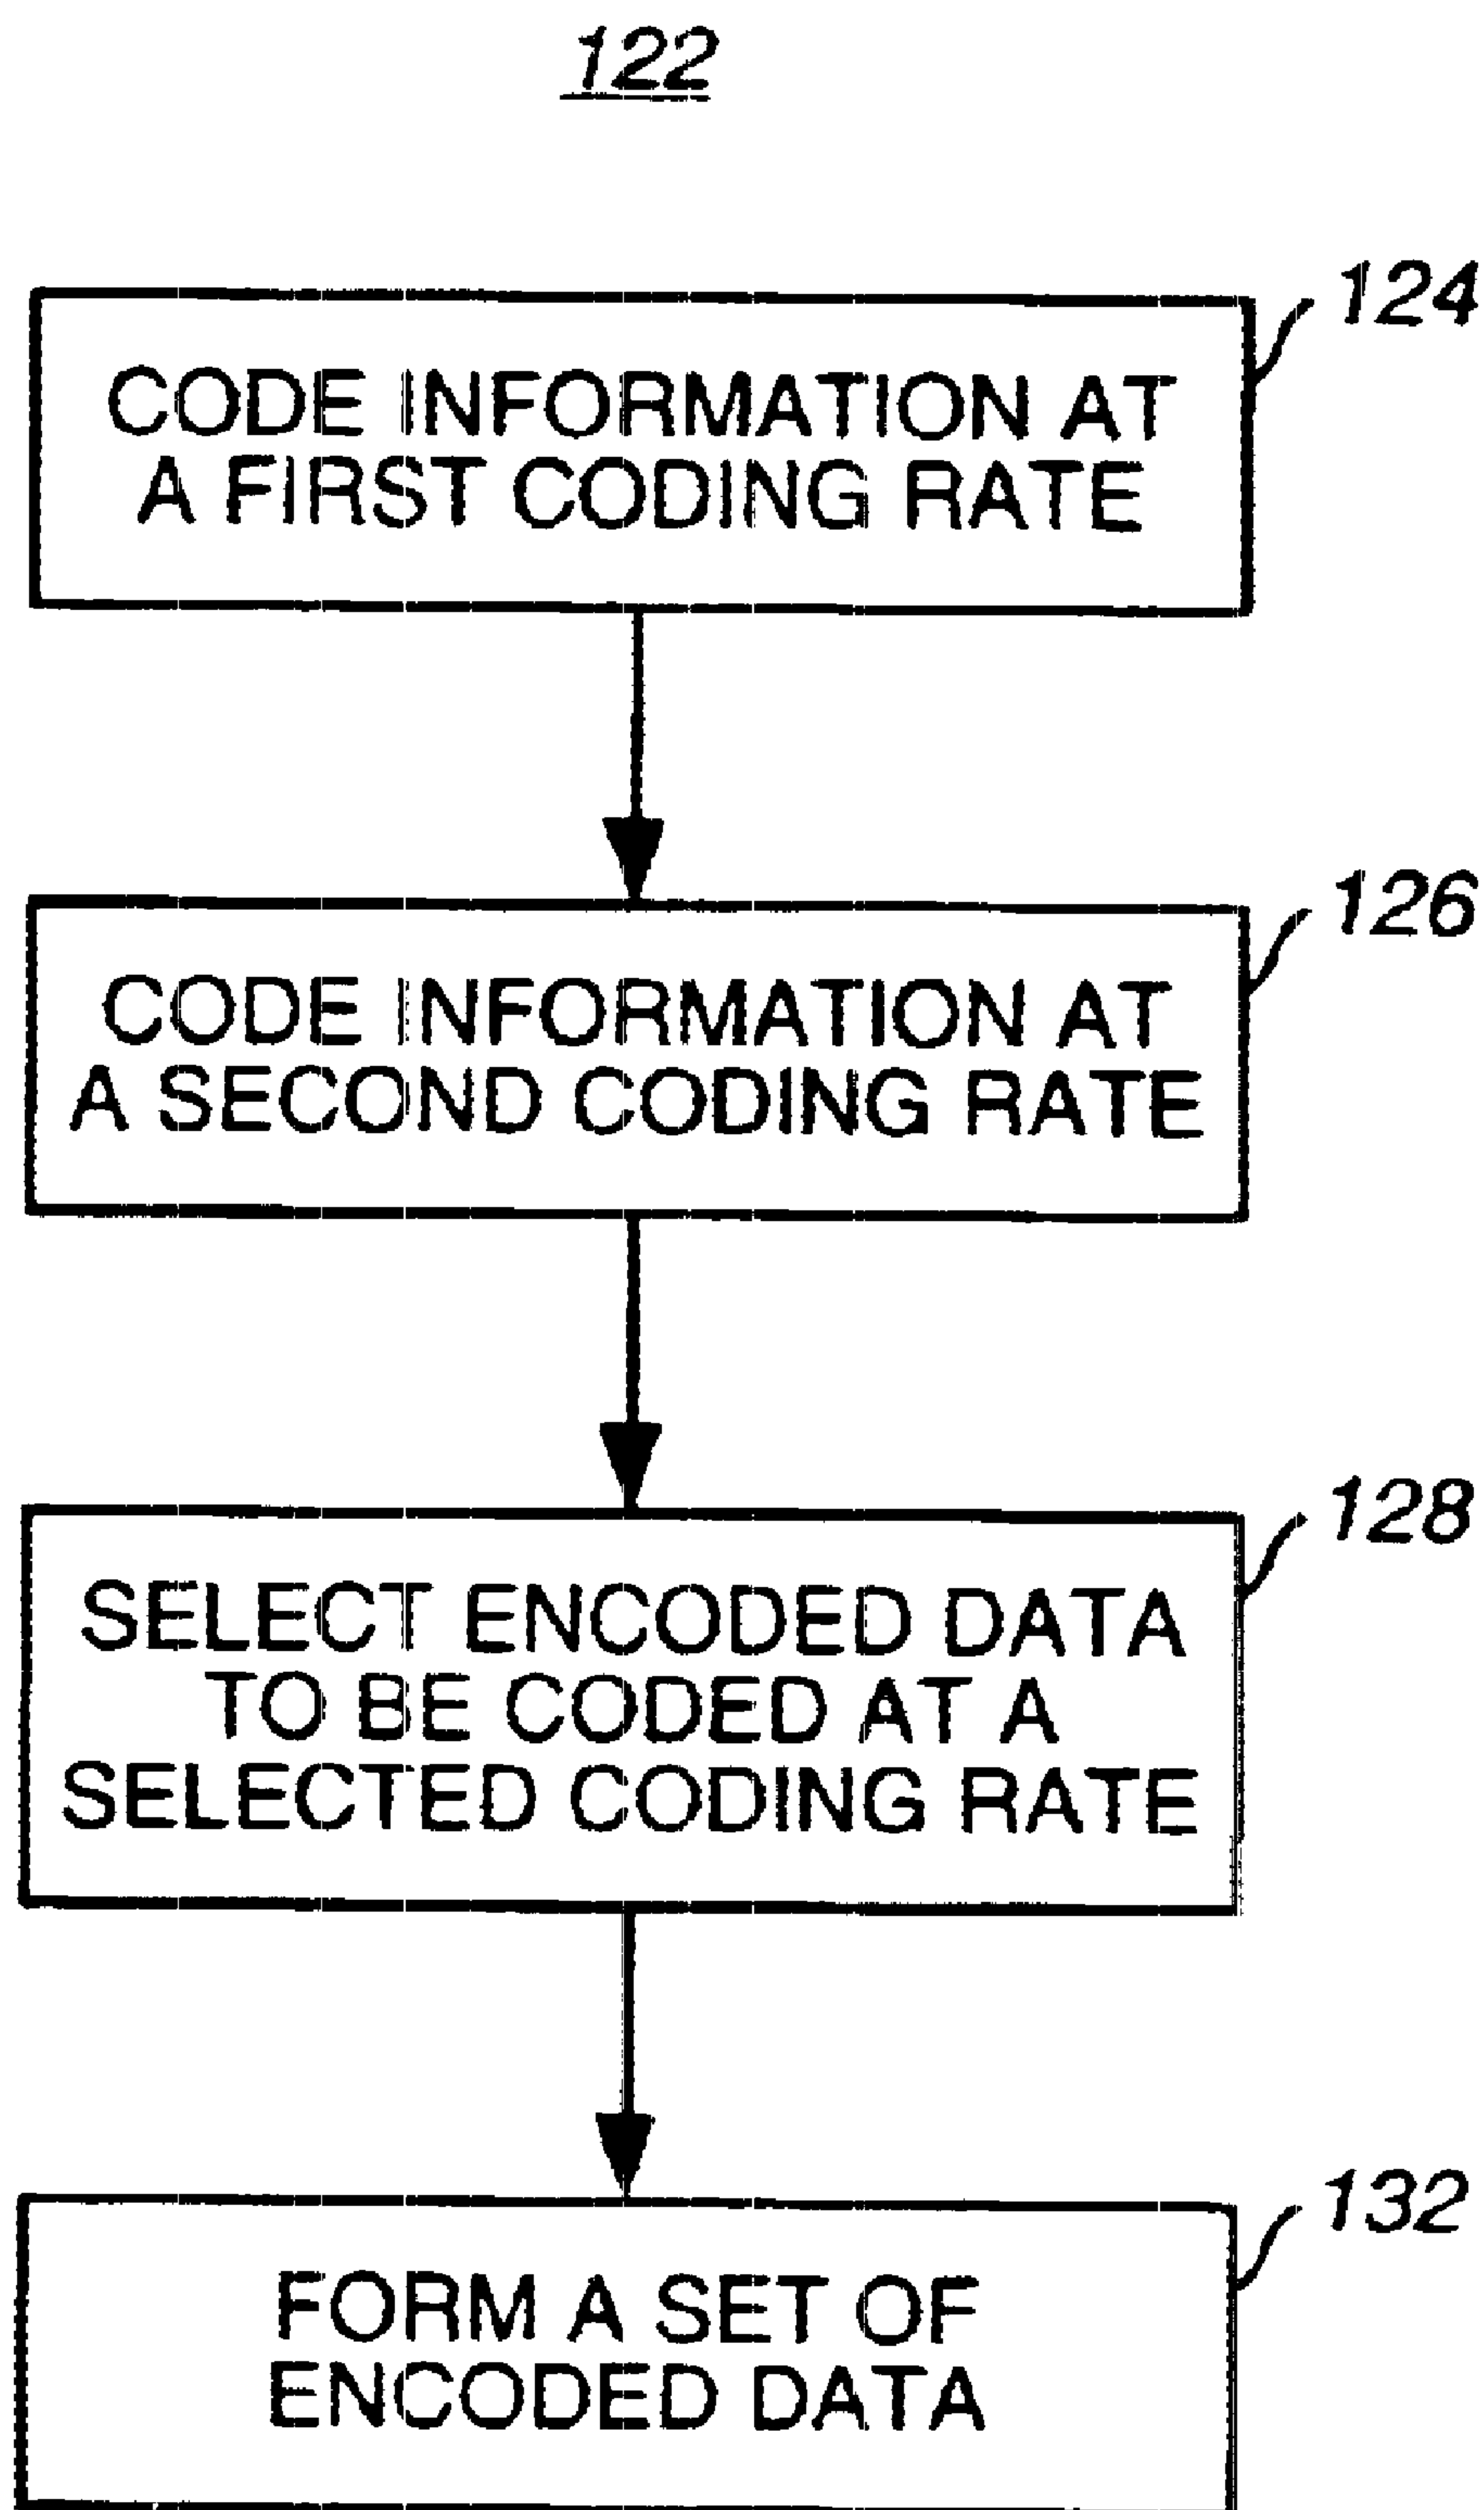 122
124
CODE INFORMATION AT
A FIRST CODING RATE
126
CODE INFORMATION AT
A SECOND CODING RATE
128
SELECT ENCODED DATA
TO BE CODED AT A
SELECTED CODING RATE
132
FORM A SET OF
ENCODED DATA